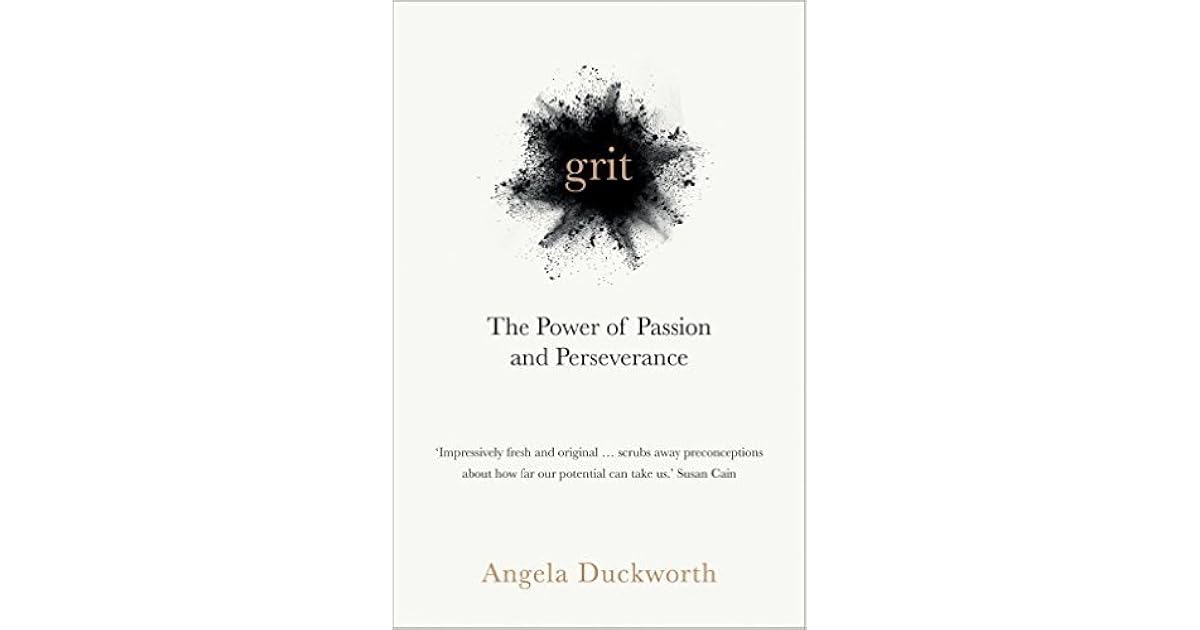 grit
The Power of Passion
and Perseverance
‘Impressively fresh and original … scrubs away preconceptions
about how far our potential can take us.’ Susan Cain
Angela Duckworth